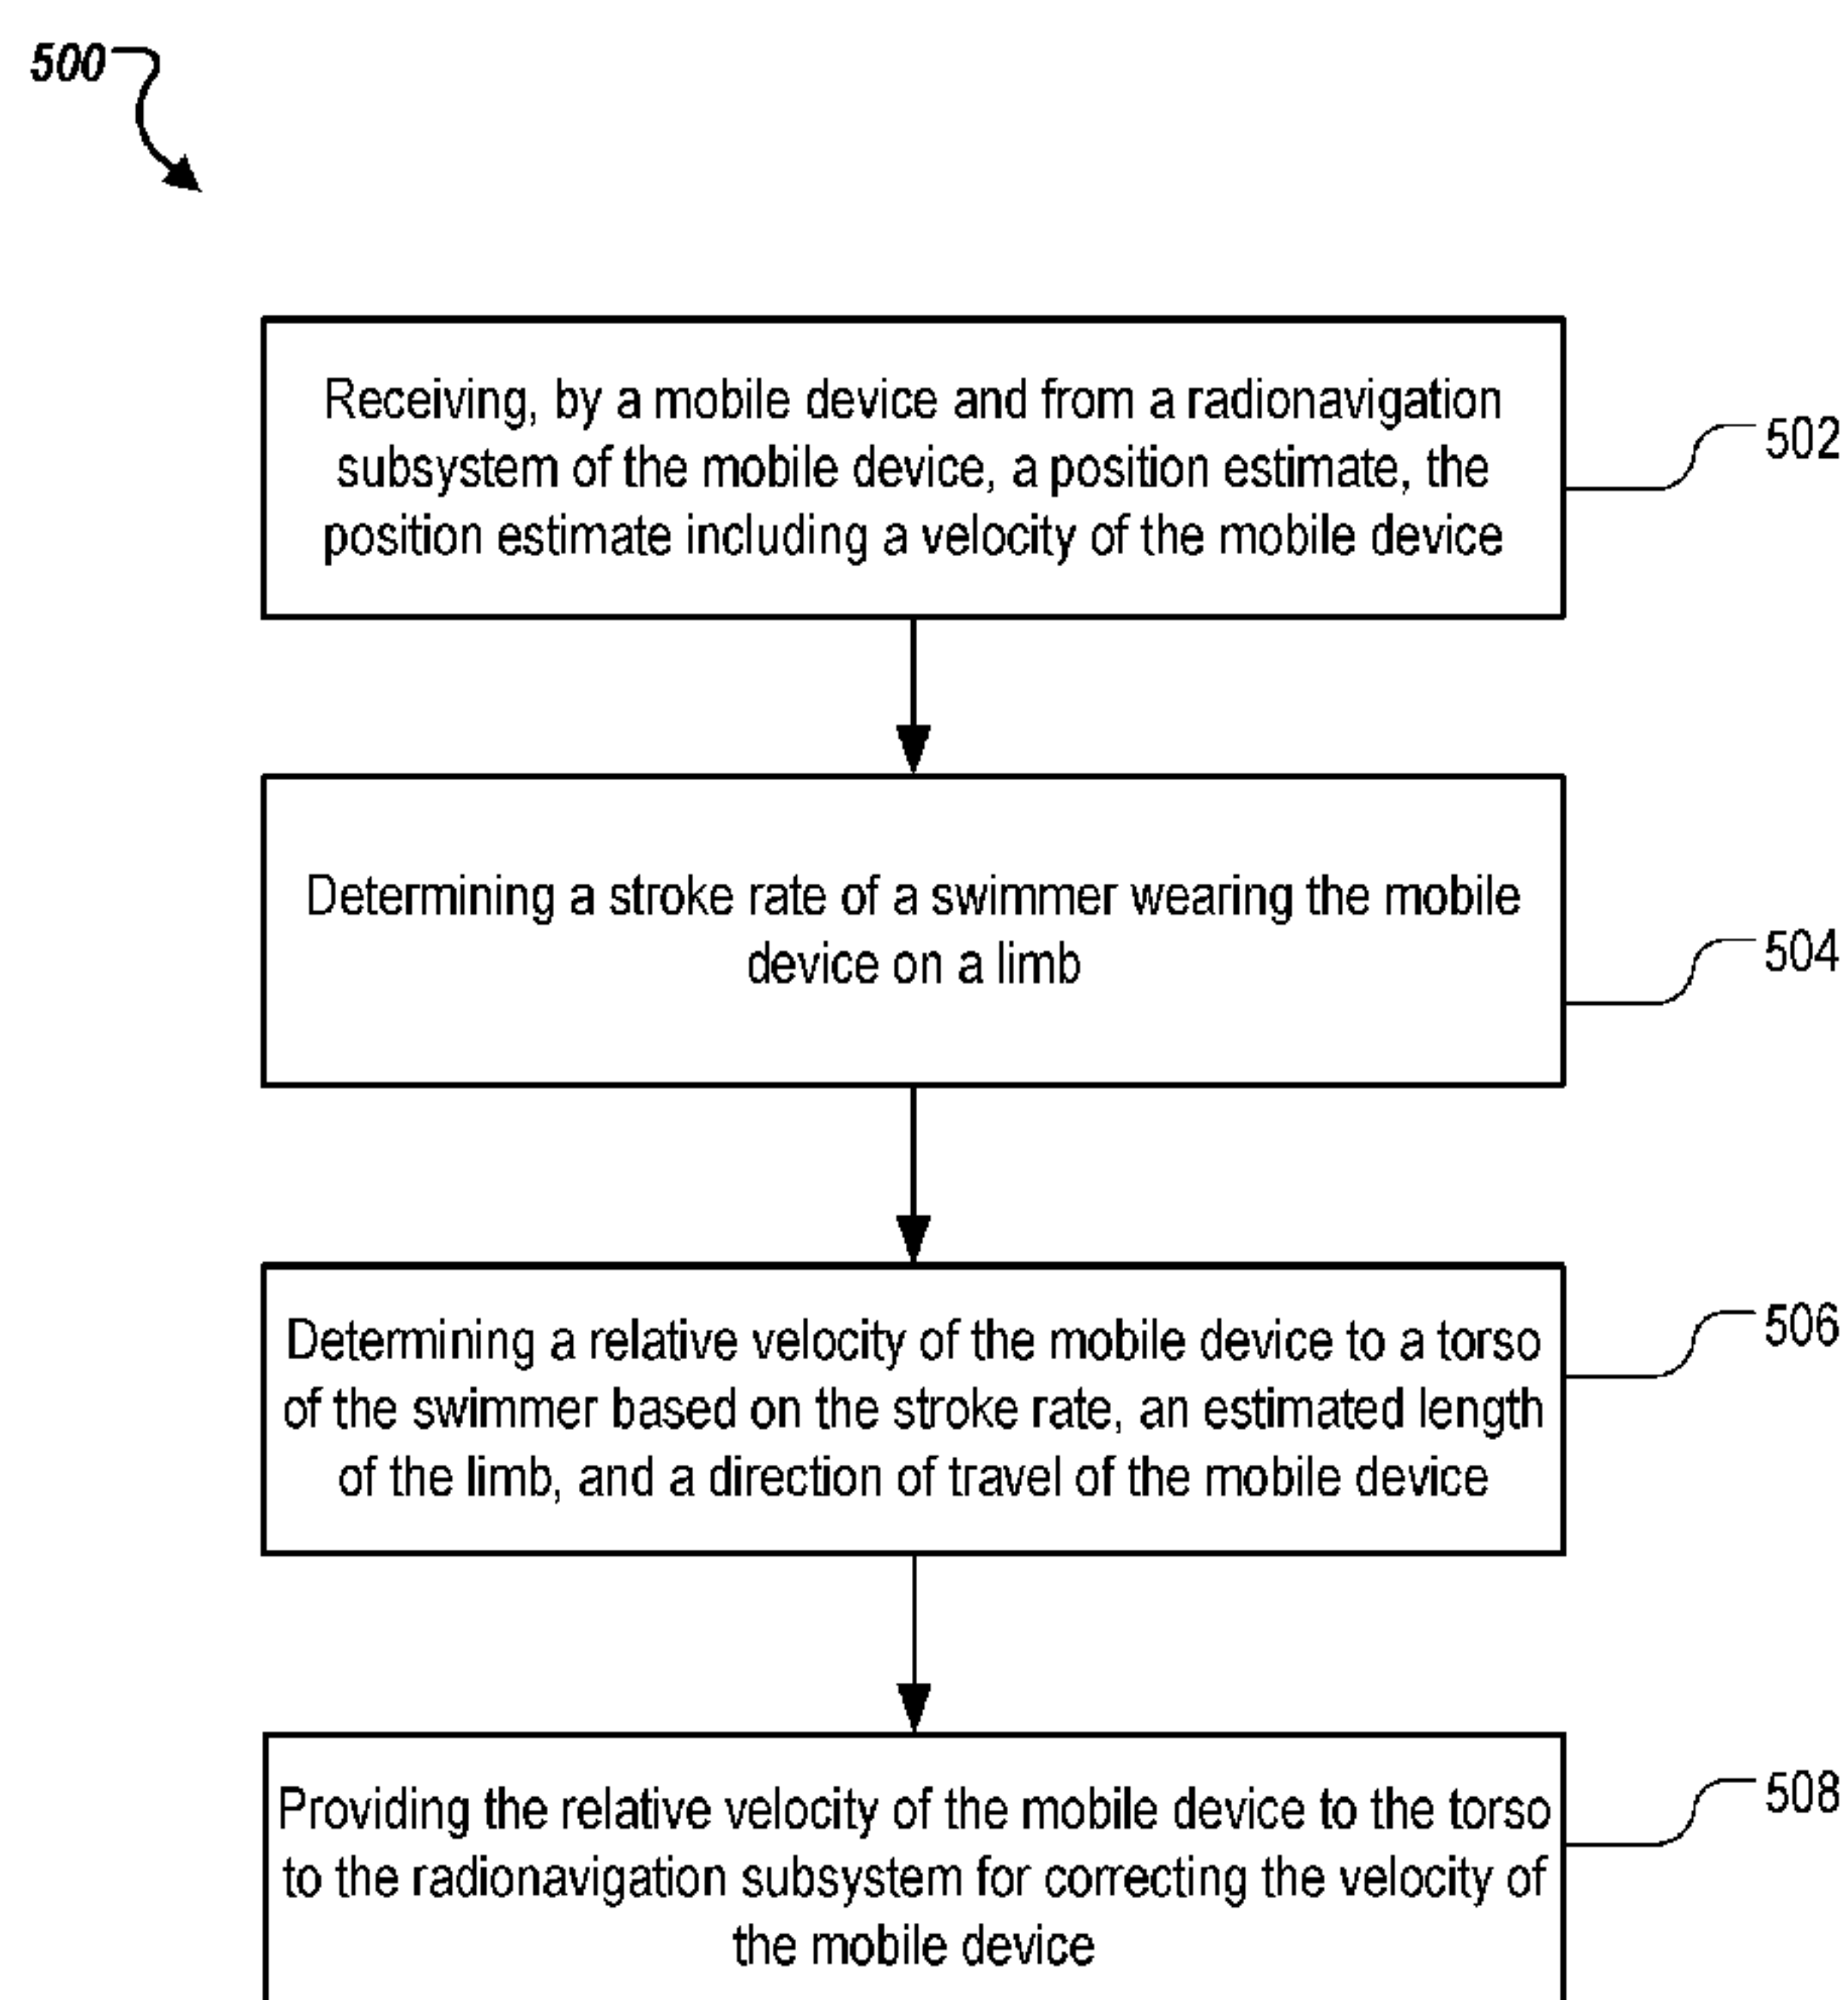 500
Receiving, by a mobile device and from a radionavigation
subsystem of the mobile device, a position estimate, the
position estimate including a velocity of the mobile device
502
Determining a stroke rate of a swimmer wearing the mobile
device on a limb
504
Determining a relative velocity of the mobile device to a torso
of the swimmer based on the stroke rate, an estimated length
of the limb, and a direction of travel of the mobile device
506
Providing the relative velocity of the mobile device to the torso
to the radionavigation subsystem for correcting the velocity of
the mobile device
508